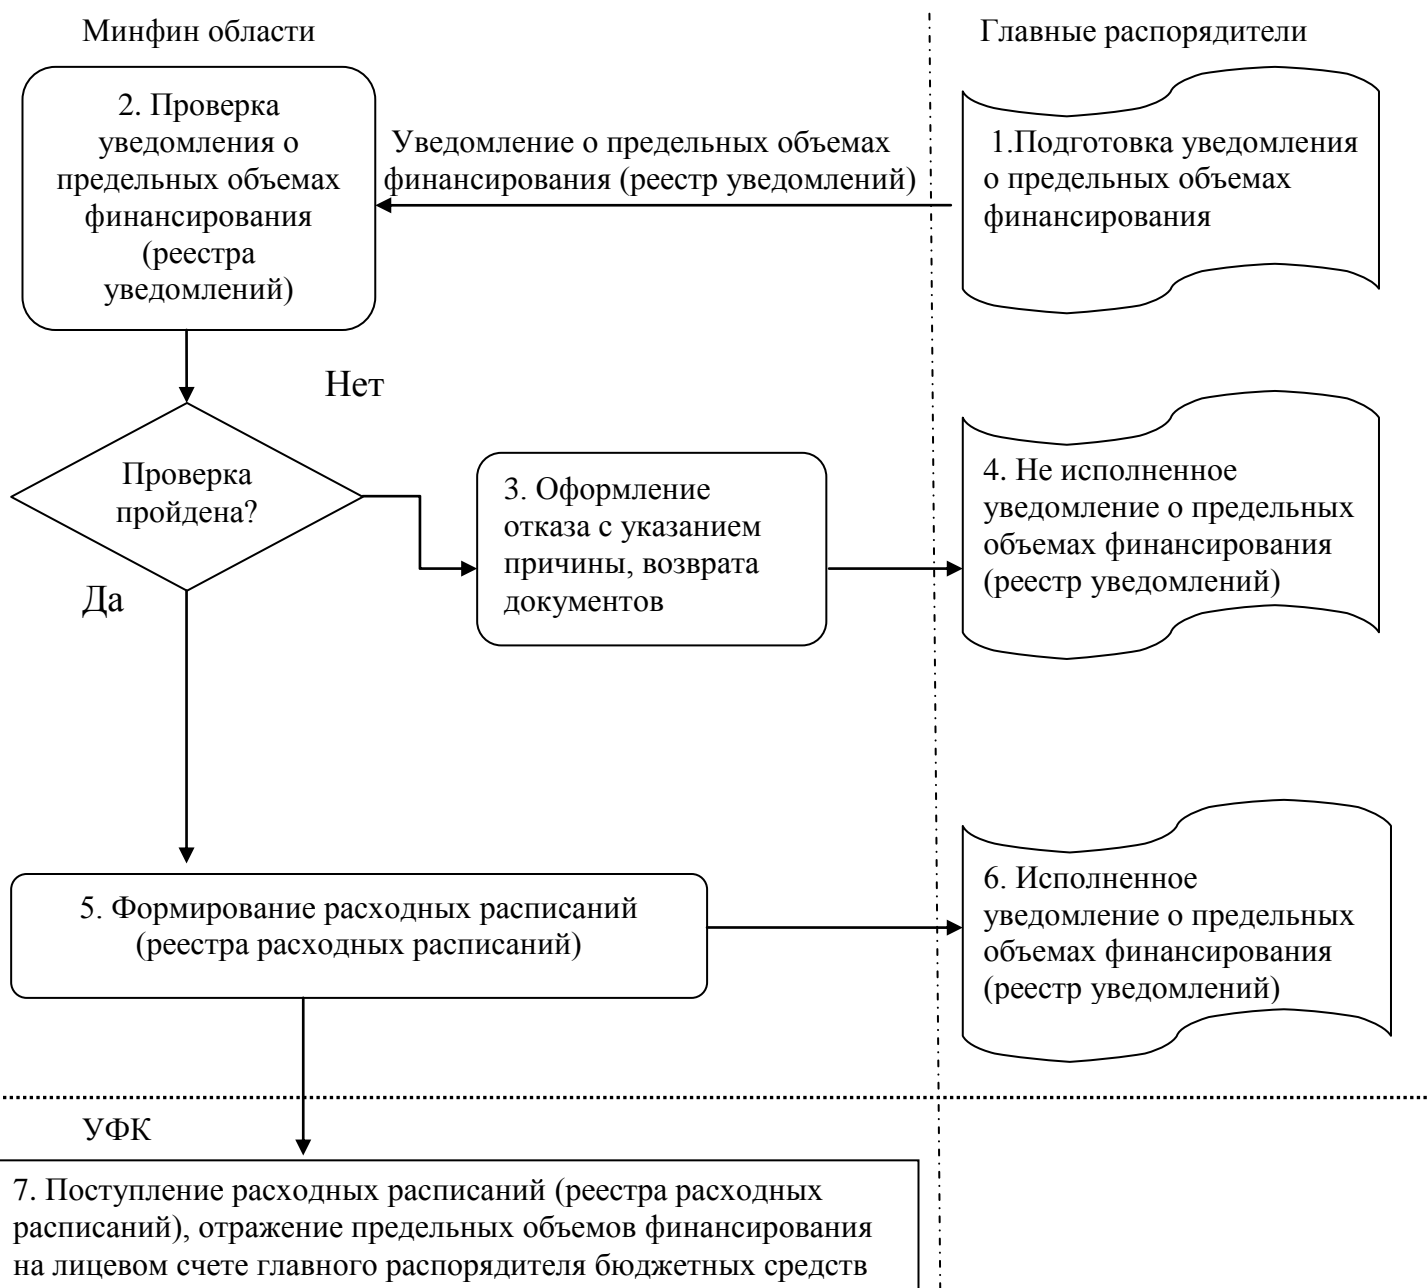 Минфин области
Главные распорядители
2. Проверка
уведомления о
предельных объемах
финансирования
(реестра
уведомлений)
Уведомление о предельных объемах
финансирования (реестр уведомлений)
1.Подготовка уведомления
о предельных объемах
финансирования
Нет
Проверка
пройдена?
Да
3. Оформление
отказа с указанием
причины, возврата
документов
4. Не исполненное
уведомление о предельных
объемах финансирования
(реестр уведомлений)
5. Формирование расходных расписаний
(реестра расходных расписаний)
6. Исполненное
уведомление о предельных
объемах финансирования
(реестр уведомлений)
УФК
7. Поступление расходных расписаний (реестра расходных
расписаний), отражение предельных объемов финансирования
на лицевом счете главного распорядителя бюджетных средств